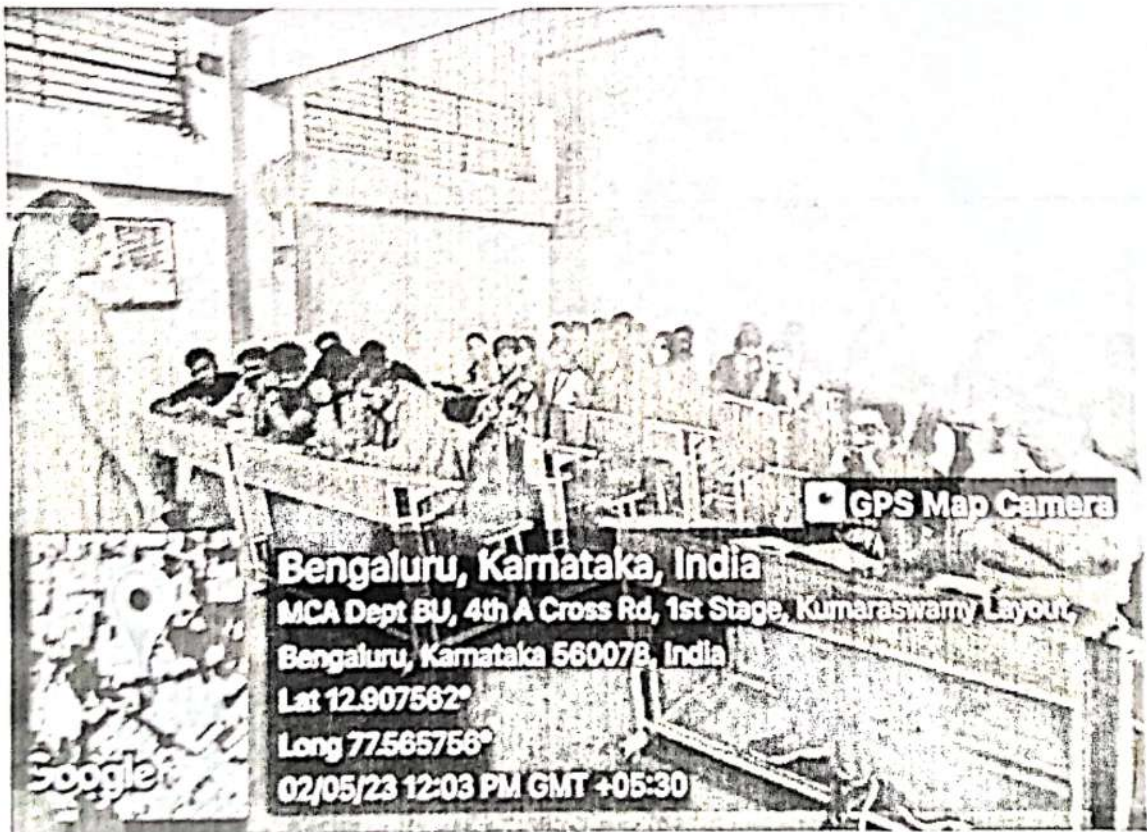 GPS Map Camera
Bengaluru, Karnataka, India
MCA Dept BU, 4th A Cross Rd, 1st Stage, Kumaraswamy Layout,
Bengaluru, Karnataka 560078, India
Lat 12.907562°
Long 77.565756°
02/05/23 12:03 PM GMT +05:30
Google